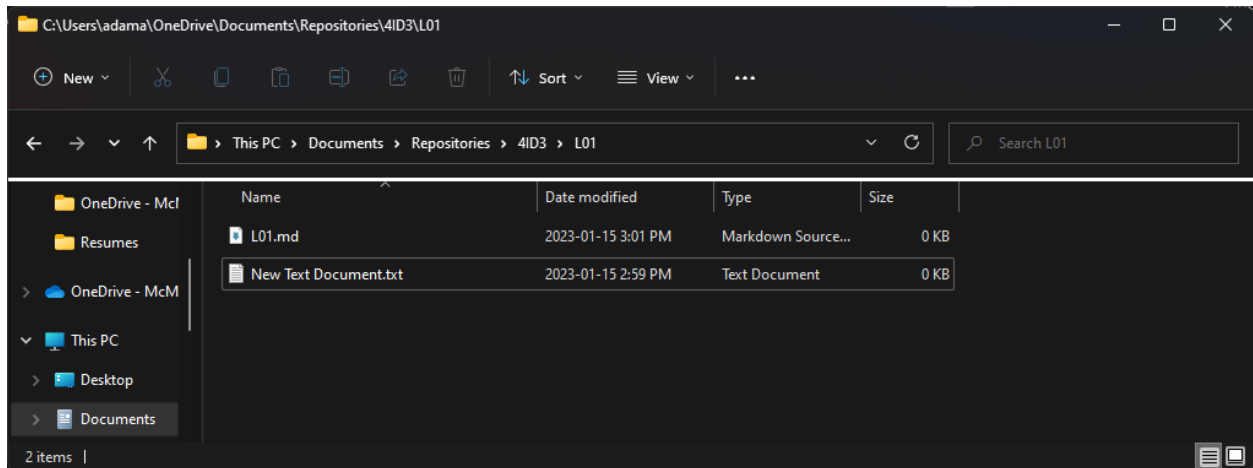 C:\Users\adama\OneDrive\Documents\Repositories\4ID3\L01
New Sort View
This PC > Documents > Repositories > 4ID3 > L01 Search L01
OneDrive - McM Name Date modified Type Size
Resumes L01.md 2023-01-15 3:01 PM Markdown Source... 0 KB
New Text Document.txt 2023-01-15 2:59 PM Text Document 0 KB
OneDrive - McM
This PC
Desktop
Documents
2 items